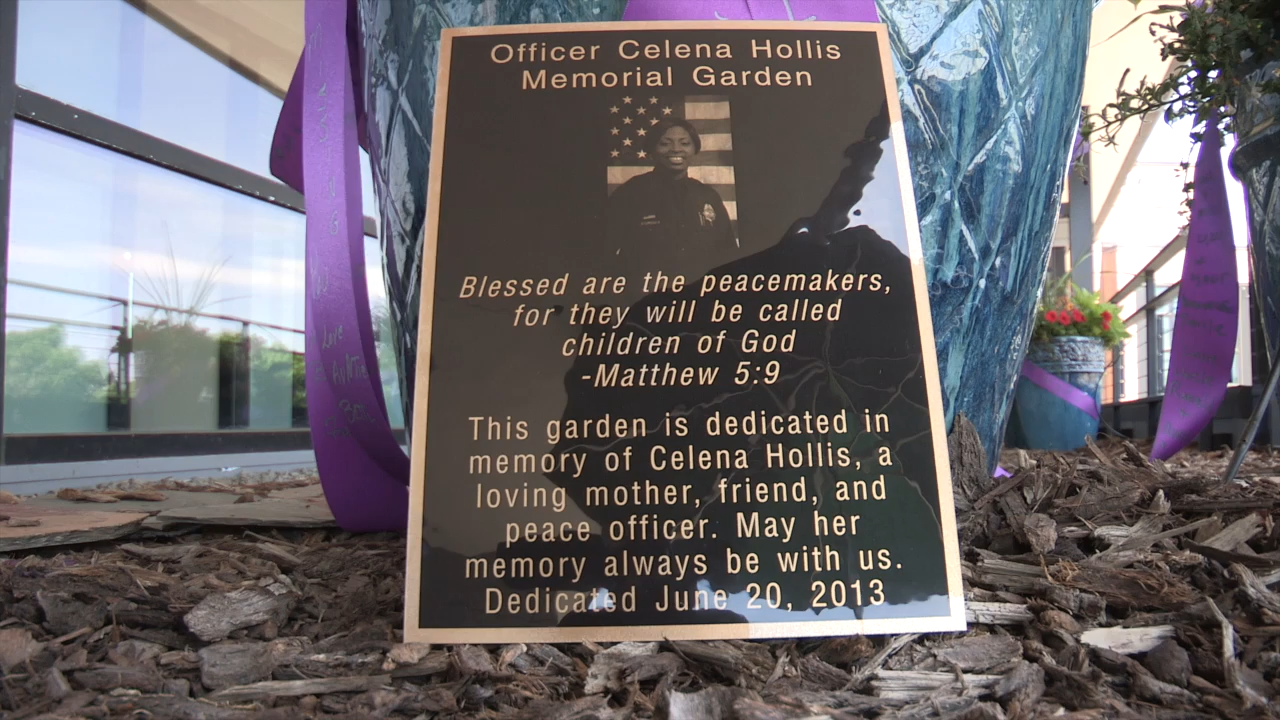 Officer Celena Hollis
Memorial Garden
Blessed are the peacemakers,
for they will be called
children of God
-Matthew 5:9
This garden is dedicated in
memory of Celena Hollis, a
loving mother, friend, and
peace officer. May her
memory always be with us.
Dedicated June 20, 2013
Love